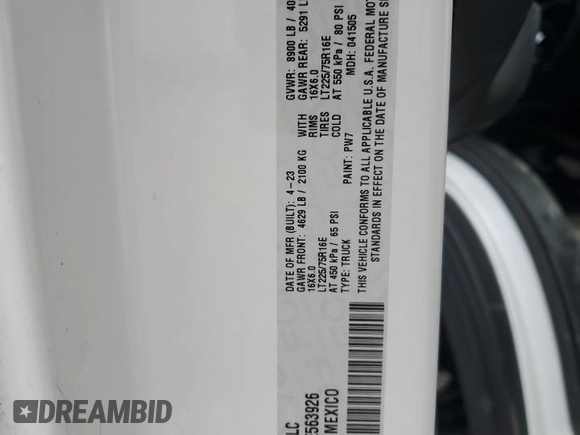 DATE OF MFR (BUILT): 4-23 GVWR: 8900 LB / 40
GAWR FRONT: 4629 LB / 2100 KG WITH GAWR REAR: 5291 L
16X6.0 RIMS 16X6.0
LT225/75R16E TIRES LT225/75R16E
AT 450 kPa / 65 PSI COLD AT 550 kPa / 80 PSI
TYPE: TRUCK PAINT: PW7 MDH: 041505
THIS VEHICLE CONFORMS TO ALL APPLICABLE U.S.A. FEDERAL MOT
STANDARDS IN EFFECT ON THE DATE OF MANUFACTURE S
LC
563926
MEXICO
DREAMBID